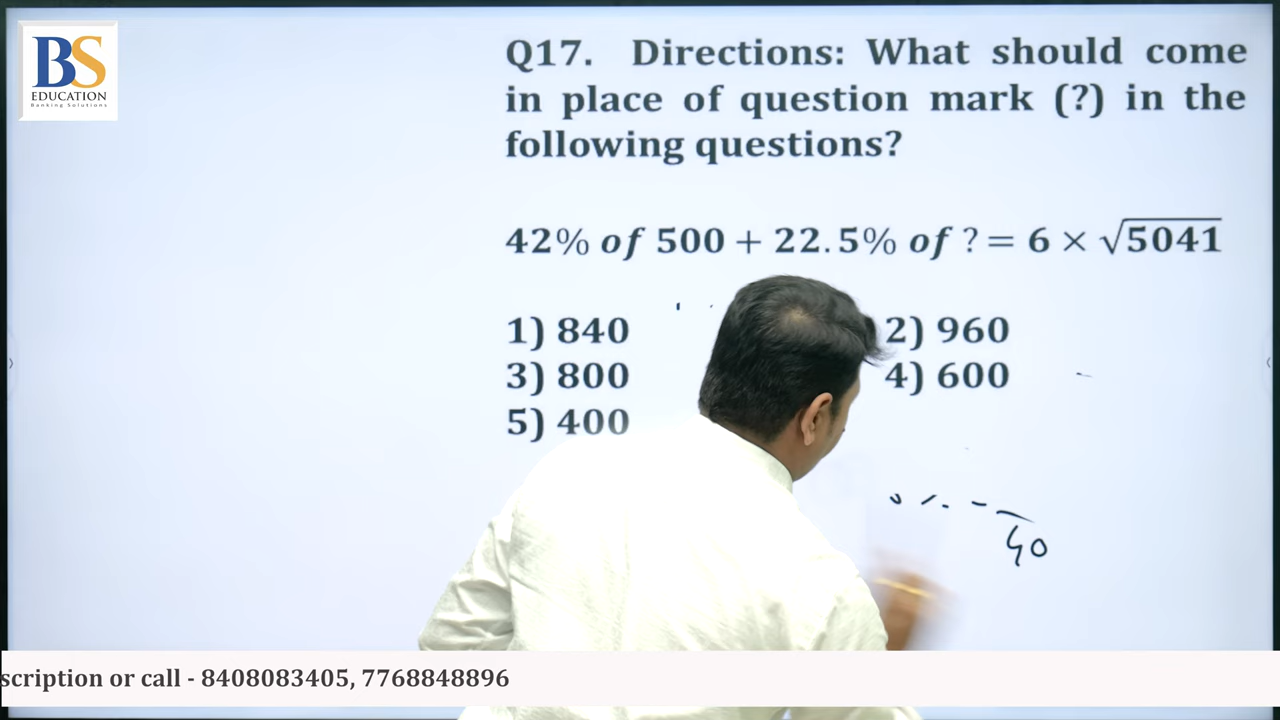 BS
EDUCATION
Banking Solutions
Q17. Directions: What should come
in place of question mark (?) in the
following questions?
42% of 500 + 22.5% of ? = 6 × √5041
1) 840
2) 960
3) 800
4) 600
5) 400
40
scription or call - 8408083405, 7768848896